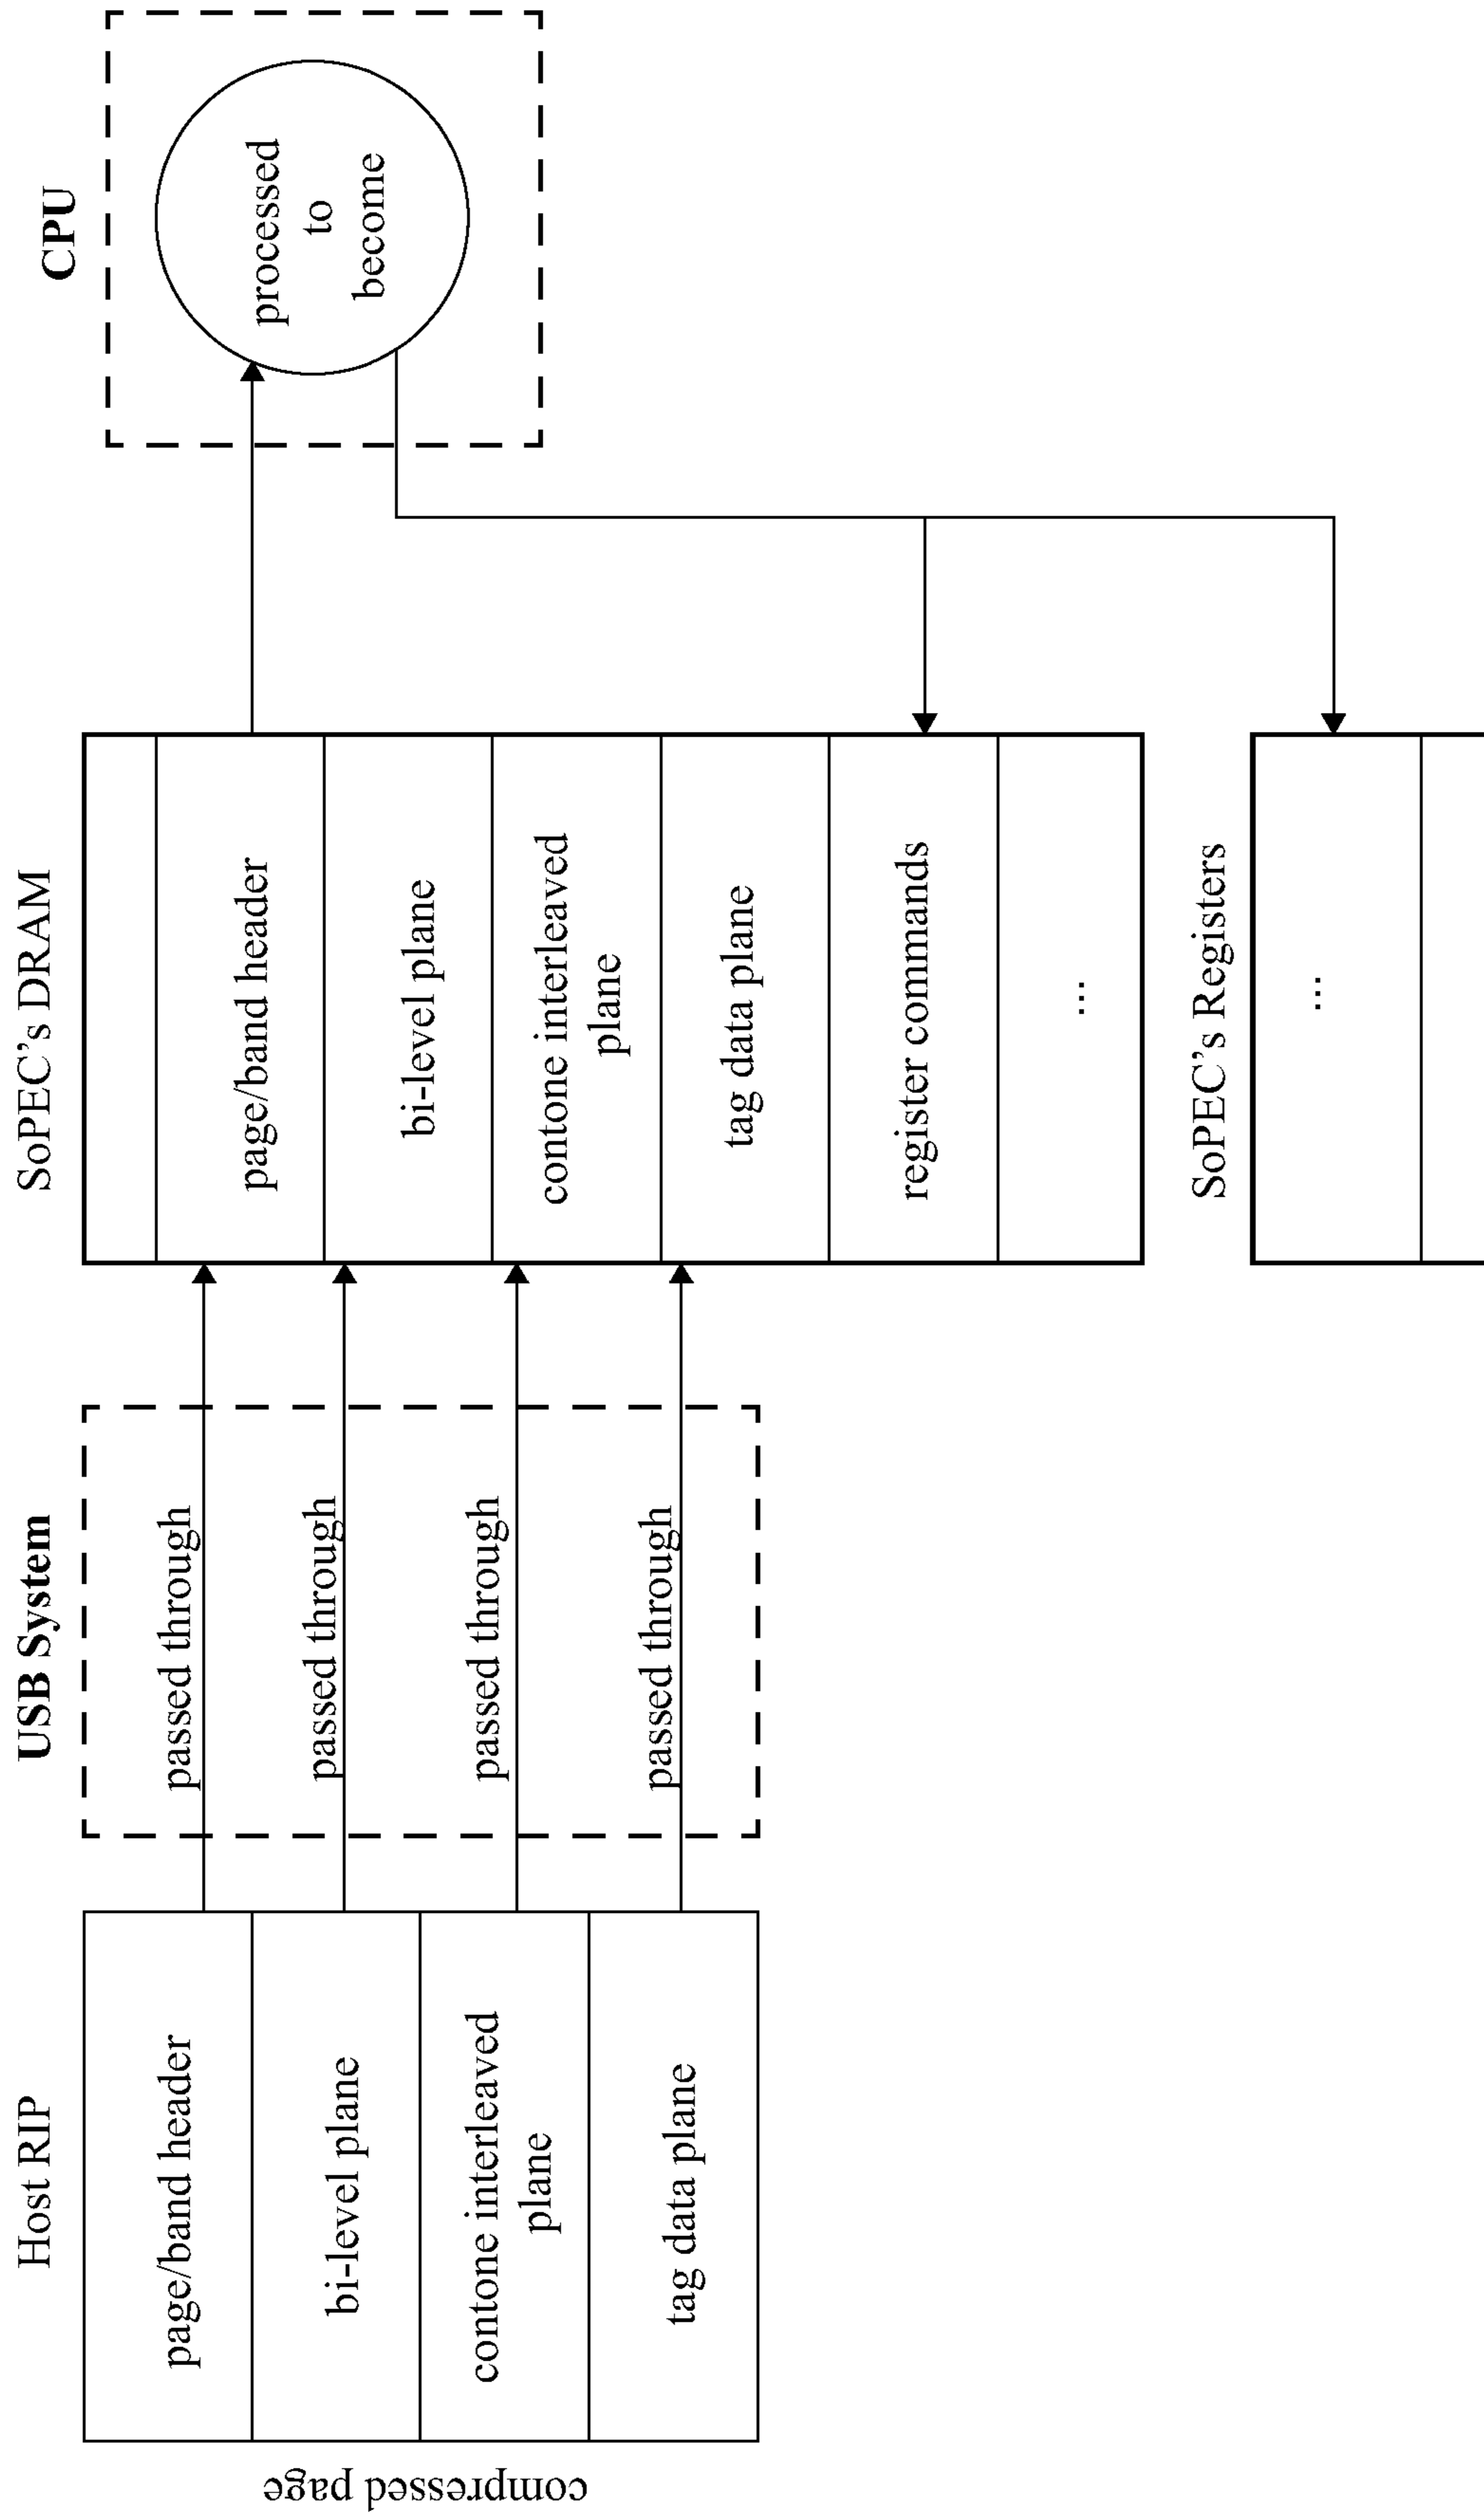 compressed page
Host RIP
page/band header
bi-level plane
contone interleaved
plane
tag data plane
USB System
passed through
passed through
passed through
passed through
SoPEC's DRAM
page/band header
bi-level plane
contone interleaved
plane
tag data plane
register commands
...
SoPEC's Registers
...
CPU
processed
to
become